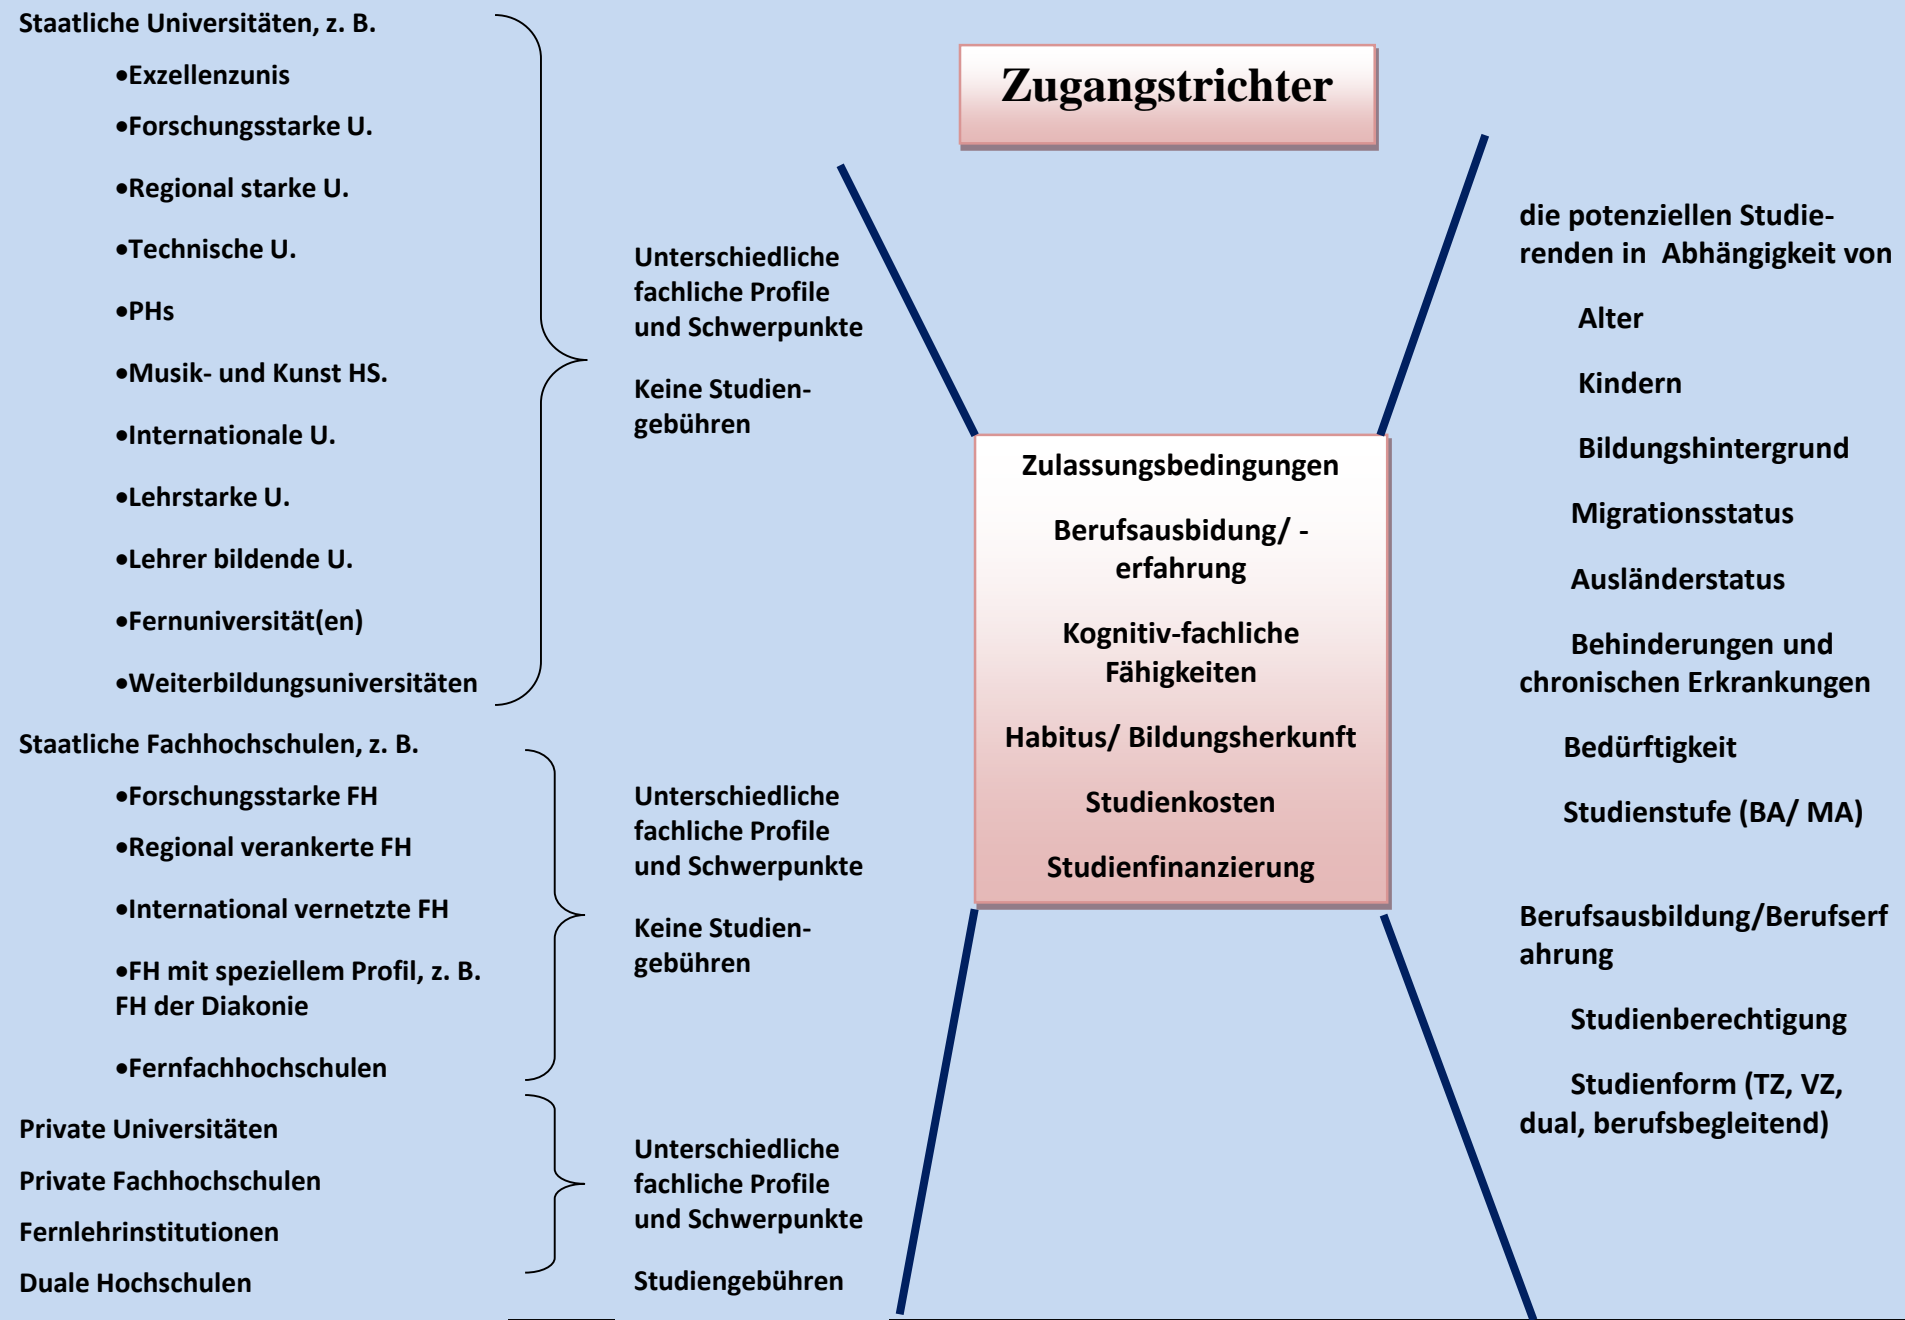 Staatliche Universitäten, z. B.
•Exzellenzunis
•Forschungsstarke U.
•Regional starke U.
•Technische U.
•PHs
•Musik- und Kunst HS.
•Internationale U.
•Lehrstarke U.
•Lehrer bildende U.
•Fernuniversität(en)
•Weiterbildungsuniversitäten
Staatliche Fachhochschulen, z. B.
•Forschungsstarke FH
•Regional verankerte FH
•International vernetzte FH
•FH mit speziellem Profil, z. B.
FH der Diakonie
•Fernfachhochschulen
Private Universitäten
Private Fachhochschulen
Fernlehrinstitutionen
Duale Hochschulen
Unterschiedliche
fachliche Profile
und Schwerpunkte
Keine Studien-
gebühren
Unterschiedliche
fachliche Profile
und Schwerpunkte
Keine Studien-
gebühren
Unterschiedliche
fachliche Profile
und Schwerpunkte
Studiengebühren
Zugangstrichter
Zulassungsbedingungen
Berufsausbidung/ -
erfahrung
Kognitiv-fachliche
Fähigkeiten
Habitus/ Bildungsherkunft
Studienkosten
Studienfinanzierung
die potenziellen Studie-
renden in Abhängigkeit von
Alter
Kindern
Bildungshintergrund
Migrationsstatus
Ausländerstatus
Behinderungen und
chronischen Erkrankungen
Bedürftigkeit
Studienstufe (BA/ MA)
Berufsausbildung/Berufserf
ahrung
Studienberechtigung
Studienform (TZ, VZ,
dual, berufsbegleitend)